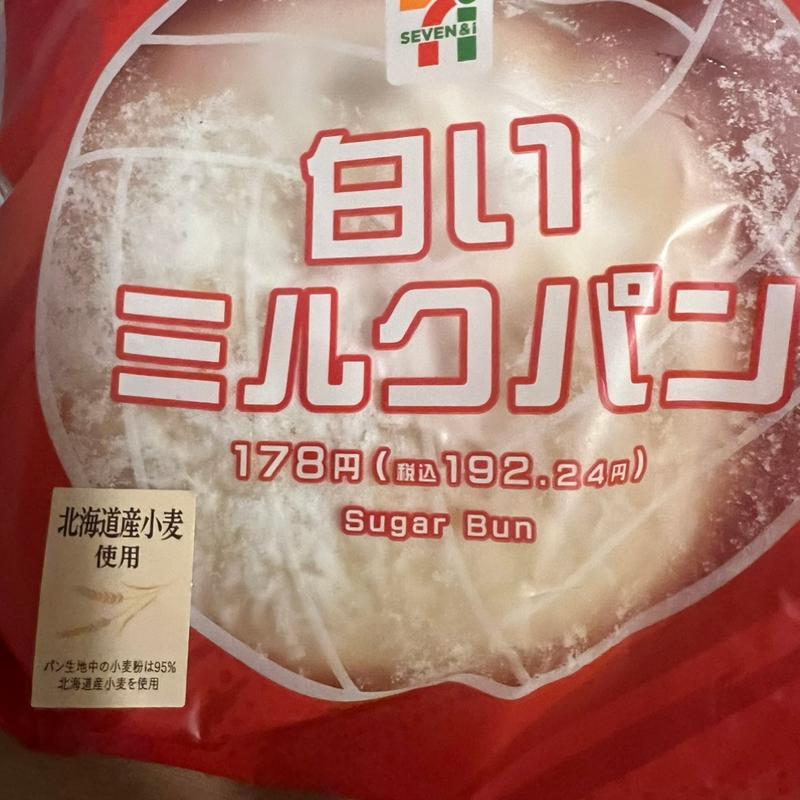 SEVEN&i
白い
ミルクパン
178円(税込192.24円)
Sugar Bun
北海道産小麦
使用
パン生地中の小麦粉は95%
北海道産小麦を使用